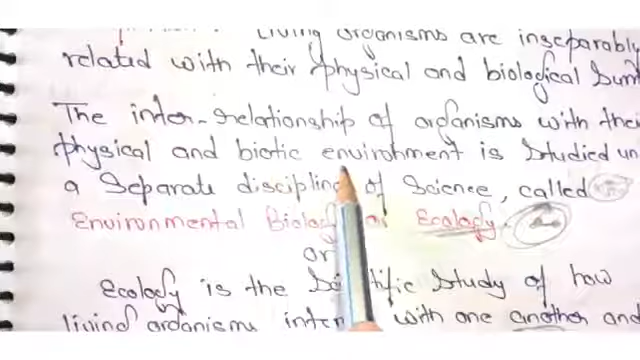 Living organisms are inseparably
related with their physical and biological
The inter-relationship of organisms with their
physical and biotic environment is studied un
a separate discipline of Science, called
Environmental Biology or Ecology.
or
Ecology is the Study of how
living organisms with one another and